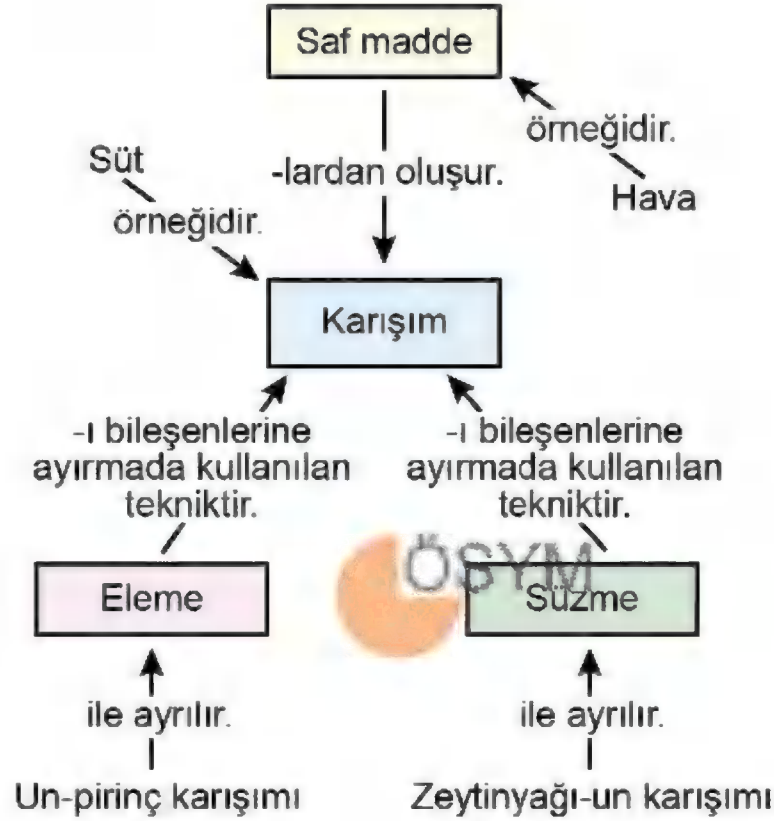 Saf madde
örneğidir.
Hava
Süt
-lardan oluşur.
örneğidir.
Karışım
-ı bileşenlerine
ayırmada kullanılan
tekniktir.
-ı bileşenlerine
ayırmada kullanılan
tekniktir.
ÖSYM
Eleme
Süzme
ile ayrılır.
ile ayrılır.
Un-pirinç karışımı
Zeytinyağı-un karışımı